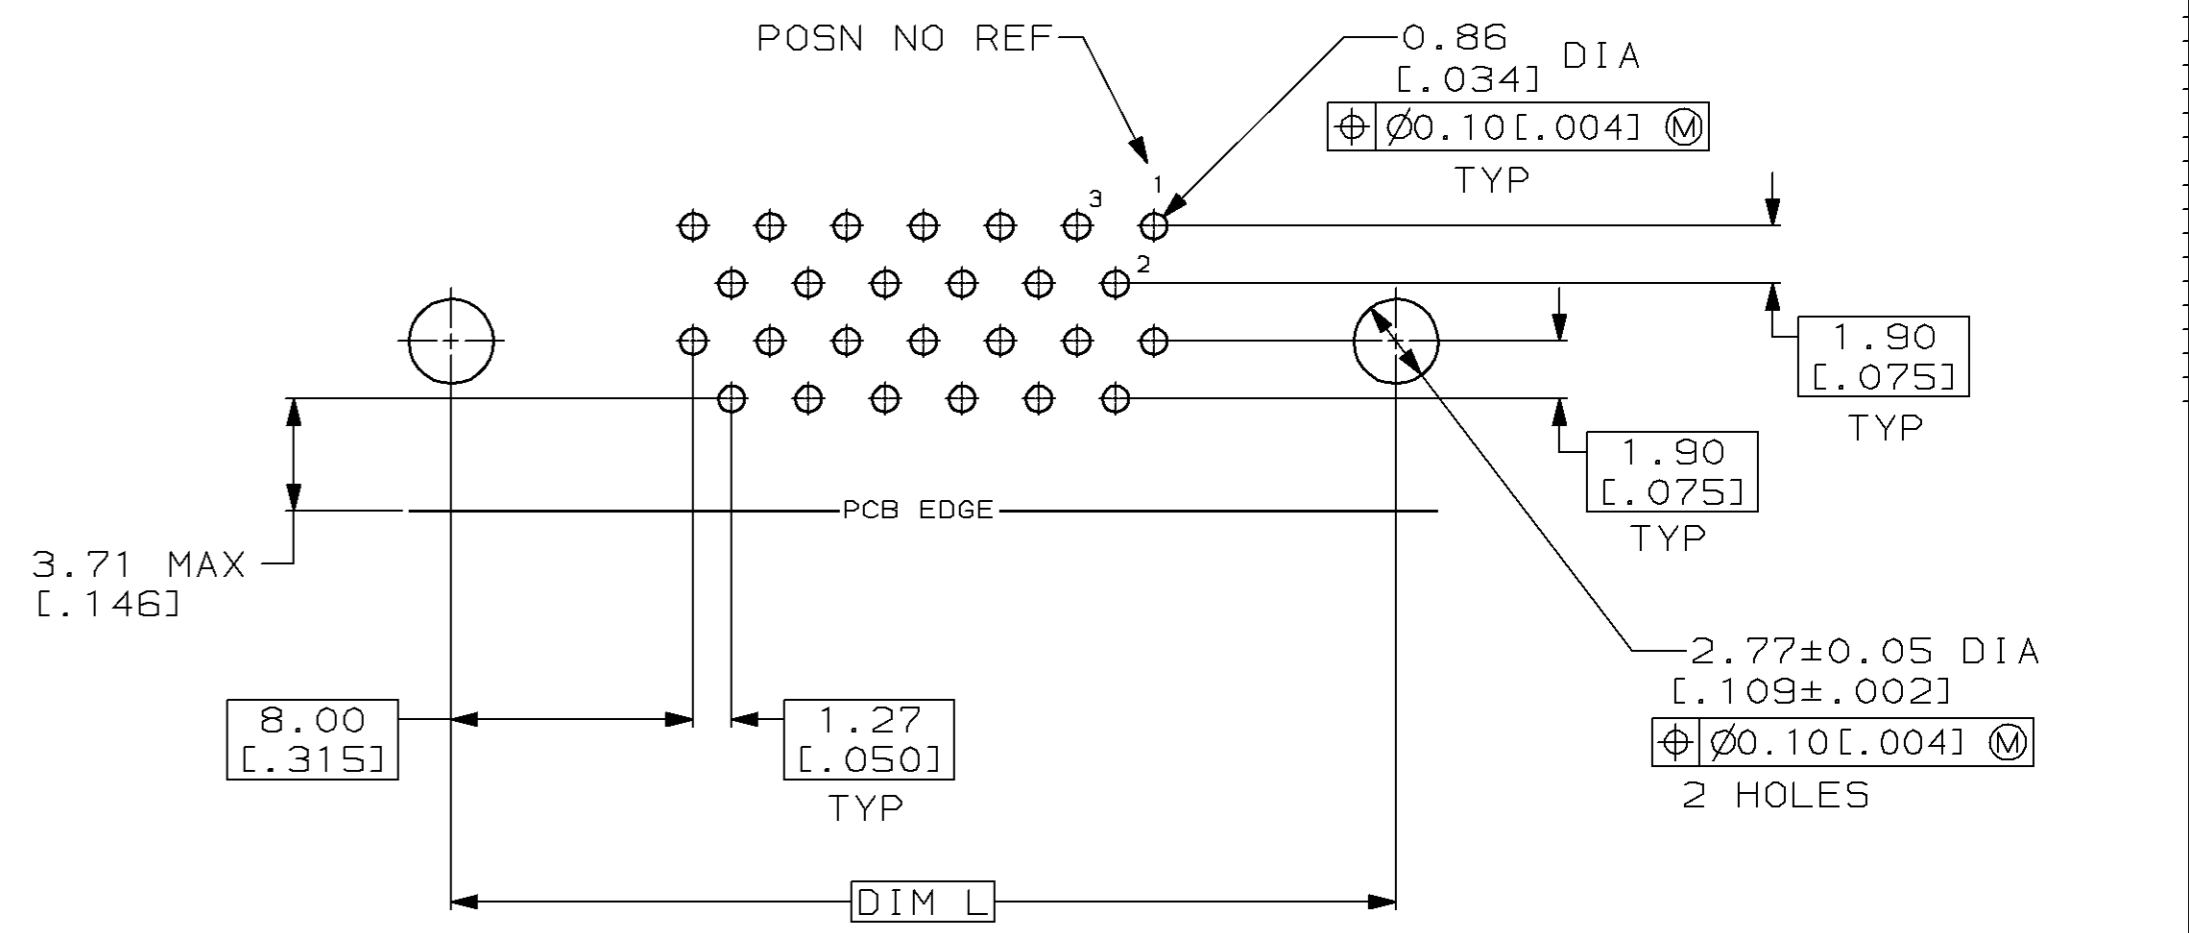 POSN NO REF
0.86 DIA
[.034]
⌖ Ø0.10[.004] Ⓜ
TYP
1
3
2
1.90
[.075]
TYP
1.90
[.075]
TYP
PCB EDGE
3.71 MAX
[.146]
2.77±0.05 DIA
[.109±.002]
⌖ Ø0.10[.004] Ⓜ
2 HOLES
8.00
[.315]
1.27
[.050]
TYP
DIM L